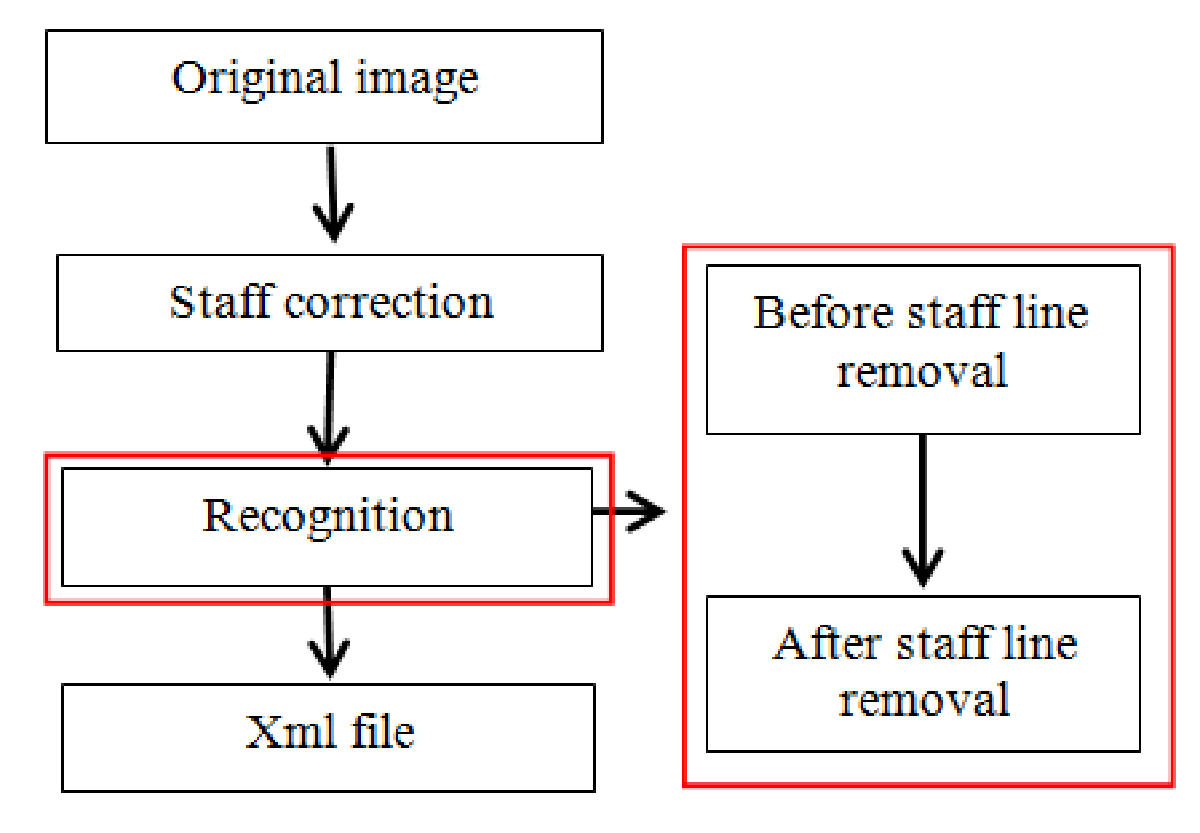 Original image
Staff correction
Recognition
Xml file
Before staff line
removal
After staff line
removal